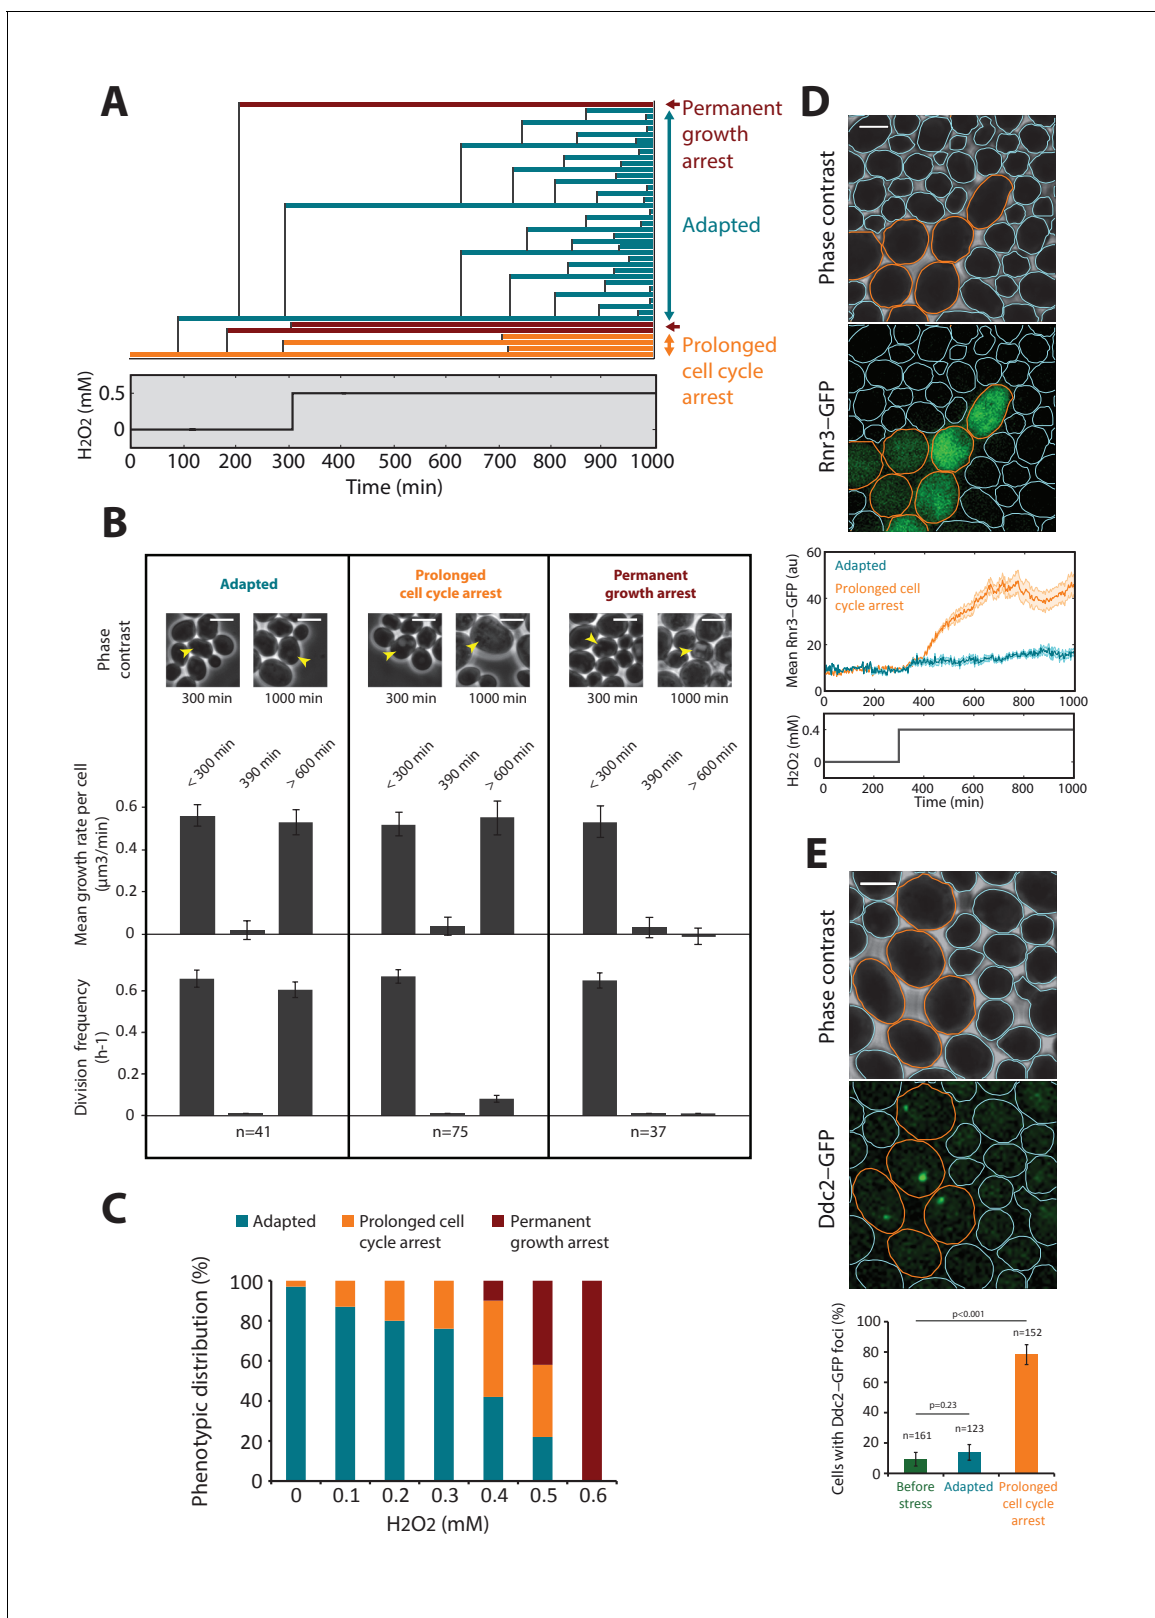 A
Permanent
growth
arrest
Adapted
Prolonged
cell cycle
arrest
H2O2 (mM)
0.5
0
0 100 200 300 400 500 600 700 800 900 1000
Time (min)
B
Adapted
Prolonged
cell cycle arrest
Permanent
growth arrest
Phase
contrast
300 min 1000 min 300 min 1000 min 300 min 1000 min
< 300 min 390 min > 600 min < 300 min 390 min > 600 min < 300 min 390 min > 600 min
Mean growth rate per cell
(μm3/min)
0.6
0.4
0.2
0
Division frequency
(h-1)
0.6
0.4
0.2
0
n=41 n=75 n=37
C
Adapted
Prolonged cell
cycle arrest
Permanent
growth arrest
Phenotypic distribution (%)
100
80
60
40
20
0
0 0.1 0.2 0.3 0.4 0.5 0.6
H2O2 (mM)
D
Phase contrast
Rnr3–GFP
Mean Rnr3–GFP (au)
60
40
20
0
Adapted
Prolonged cell
cycle arrest
0 200 400 600 800 1000
H2O2 (mM)
0.4
0
0 200 400 600 800 1000
Time (min)
E
Phase contrast
Ddc2–GFP
Cells with Ddc2–GFP foci (%)
100
80
60
40
20
0
p<0.001
n=152
p=0.23
n=161
n=123
Before
stress
Adapted
Prolonged
cell cycle
arrest